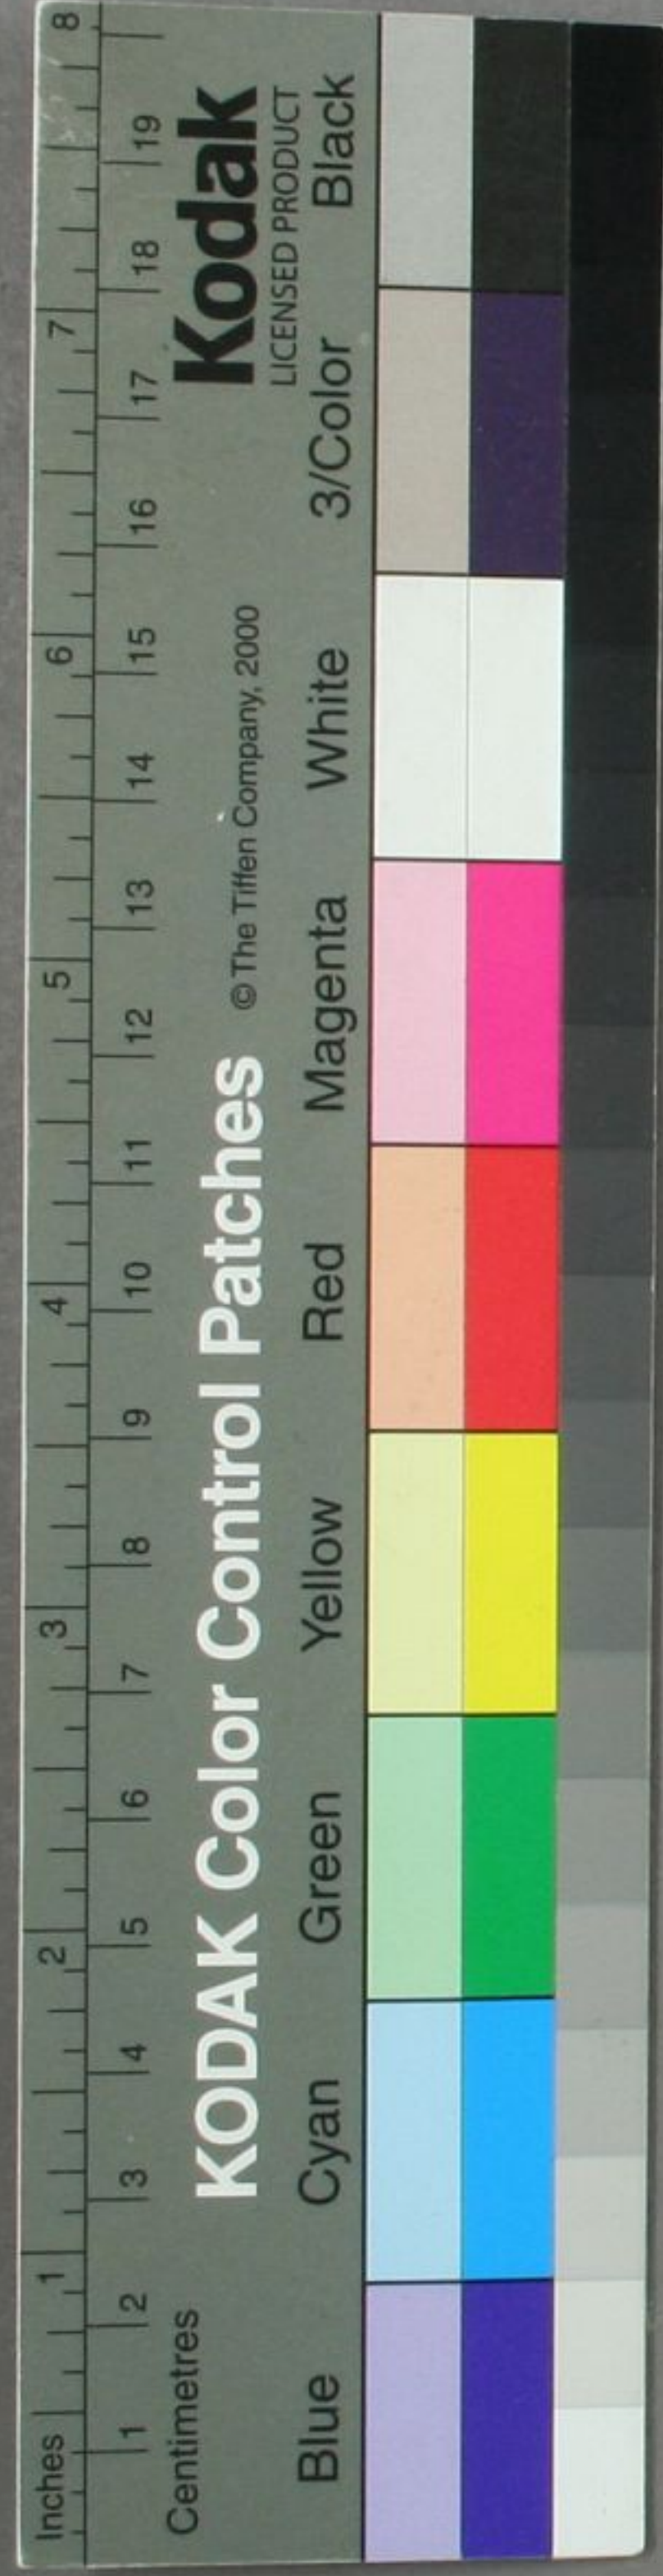 Inches 1 2 3 4 5 6 7 8
1 2 3 4 5 6 7 8 9 10 11 12 13 14 15 16 17 18 19
Centimetres
KODAK Color Control Patches © The Tiffen Company, 2000 Kodak
LICENSED PRODUCT
Blue Cyan Green Yellow Red Magenta White 3/Color Black